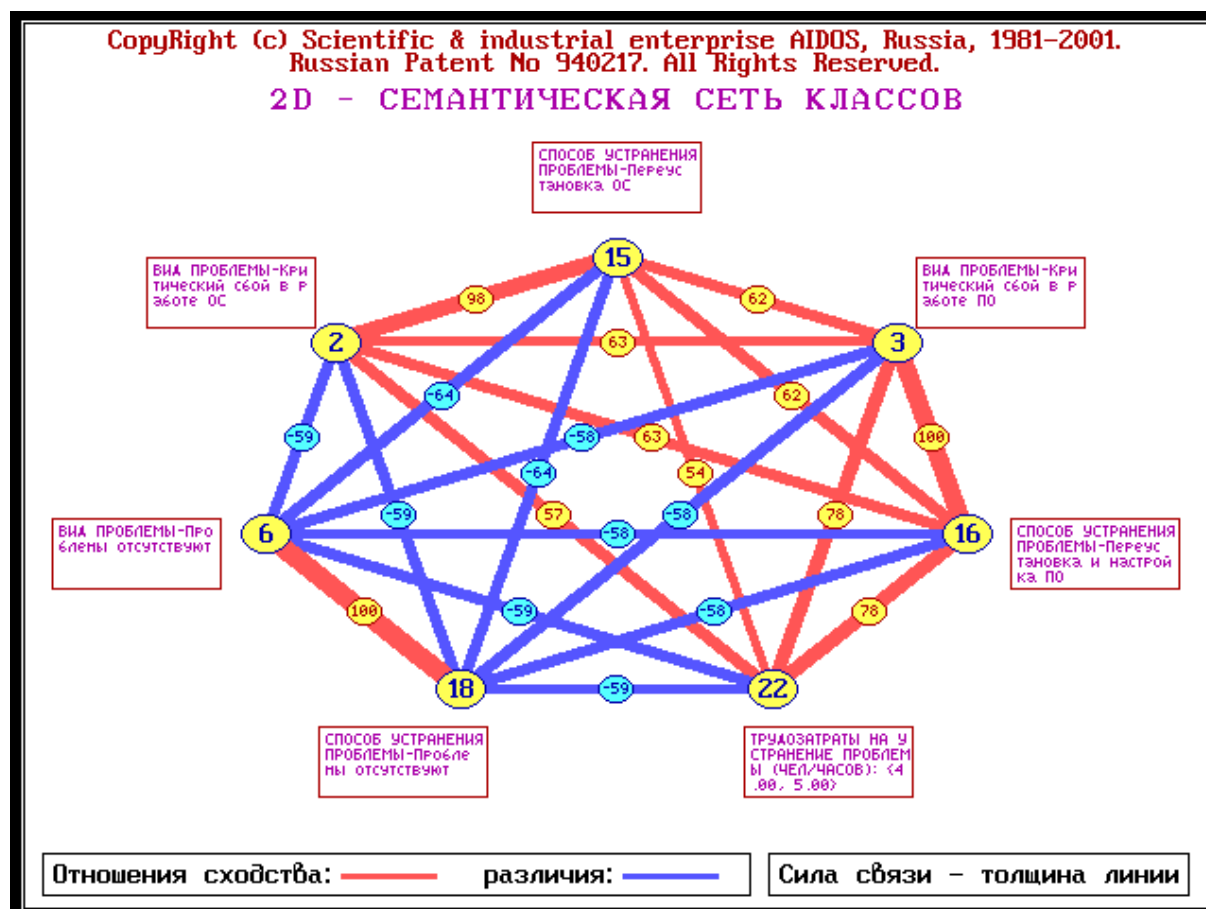 CopyRight (c) Scientific & industrial enterprise AIDOS, Russia, 1981-2001.
Russian Patent No 940217. All Rights Reserved.
2D - СЕМАНТИЧЕСКАЯ СЕТЬ КЛАССОВ
СПОСОБ УСТРАНЕНИЯ
ПРОБЛЕМЫ-Переус
тановка ОС
ВИД ПРОБЛЕМЫ-Кри
тический сбой в р
аботе ОС
15
ВИД ПРОБЛЕМЫ-Кри
тический сбой в р
аботе ПО
98
62
2
63
3
-64
62
-59
-58
63
100
-64
54
-59
57
-58
78
ВИД ПРОБЛЕМЫ-Про
блемы отсутствуют
6
-58
16
СПОСОБ УСТРАНЕНИЯ
ПРОБЛЕМЫ-Переус
тановка и настрой
ка ПО
100
-59
-58
78
18
-59
22
СПОСОБ УСТРАНЕНИЯ
ПРОБЛЕМЫ-Пробле
мы отсутствуют
ТРУДОЗАТРАТЫ НА У
СТРАНЕНИЕ ПРОБЛЕМ
Ы (ЧЕЛ/ЧАСОВ): {4
.00, 5.00}
Отношения сходства: различия:
Сила связи - толщина линии